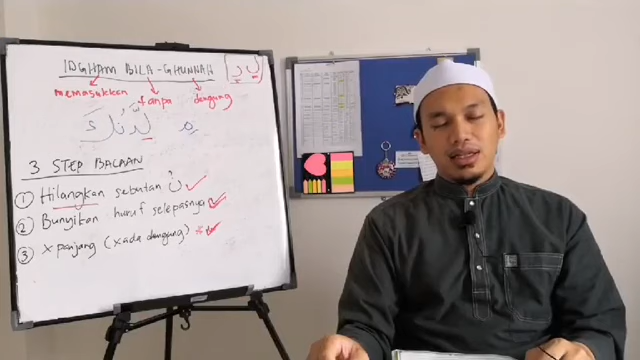 IDGHAM BILA-GHUNNAH [ل ر]
memasukkan tanpa dengung
لَّدُنكَ
3 STEP BACAAN
① Hilangkan sebutan نْ ✓
② Bunyikan huruf selepasnya ✓
③ x panjang (xada dengung) ✓